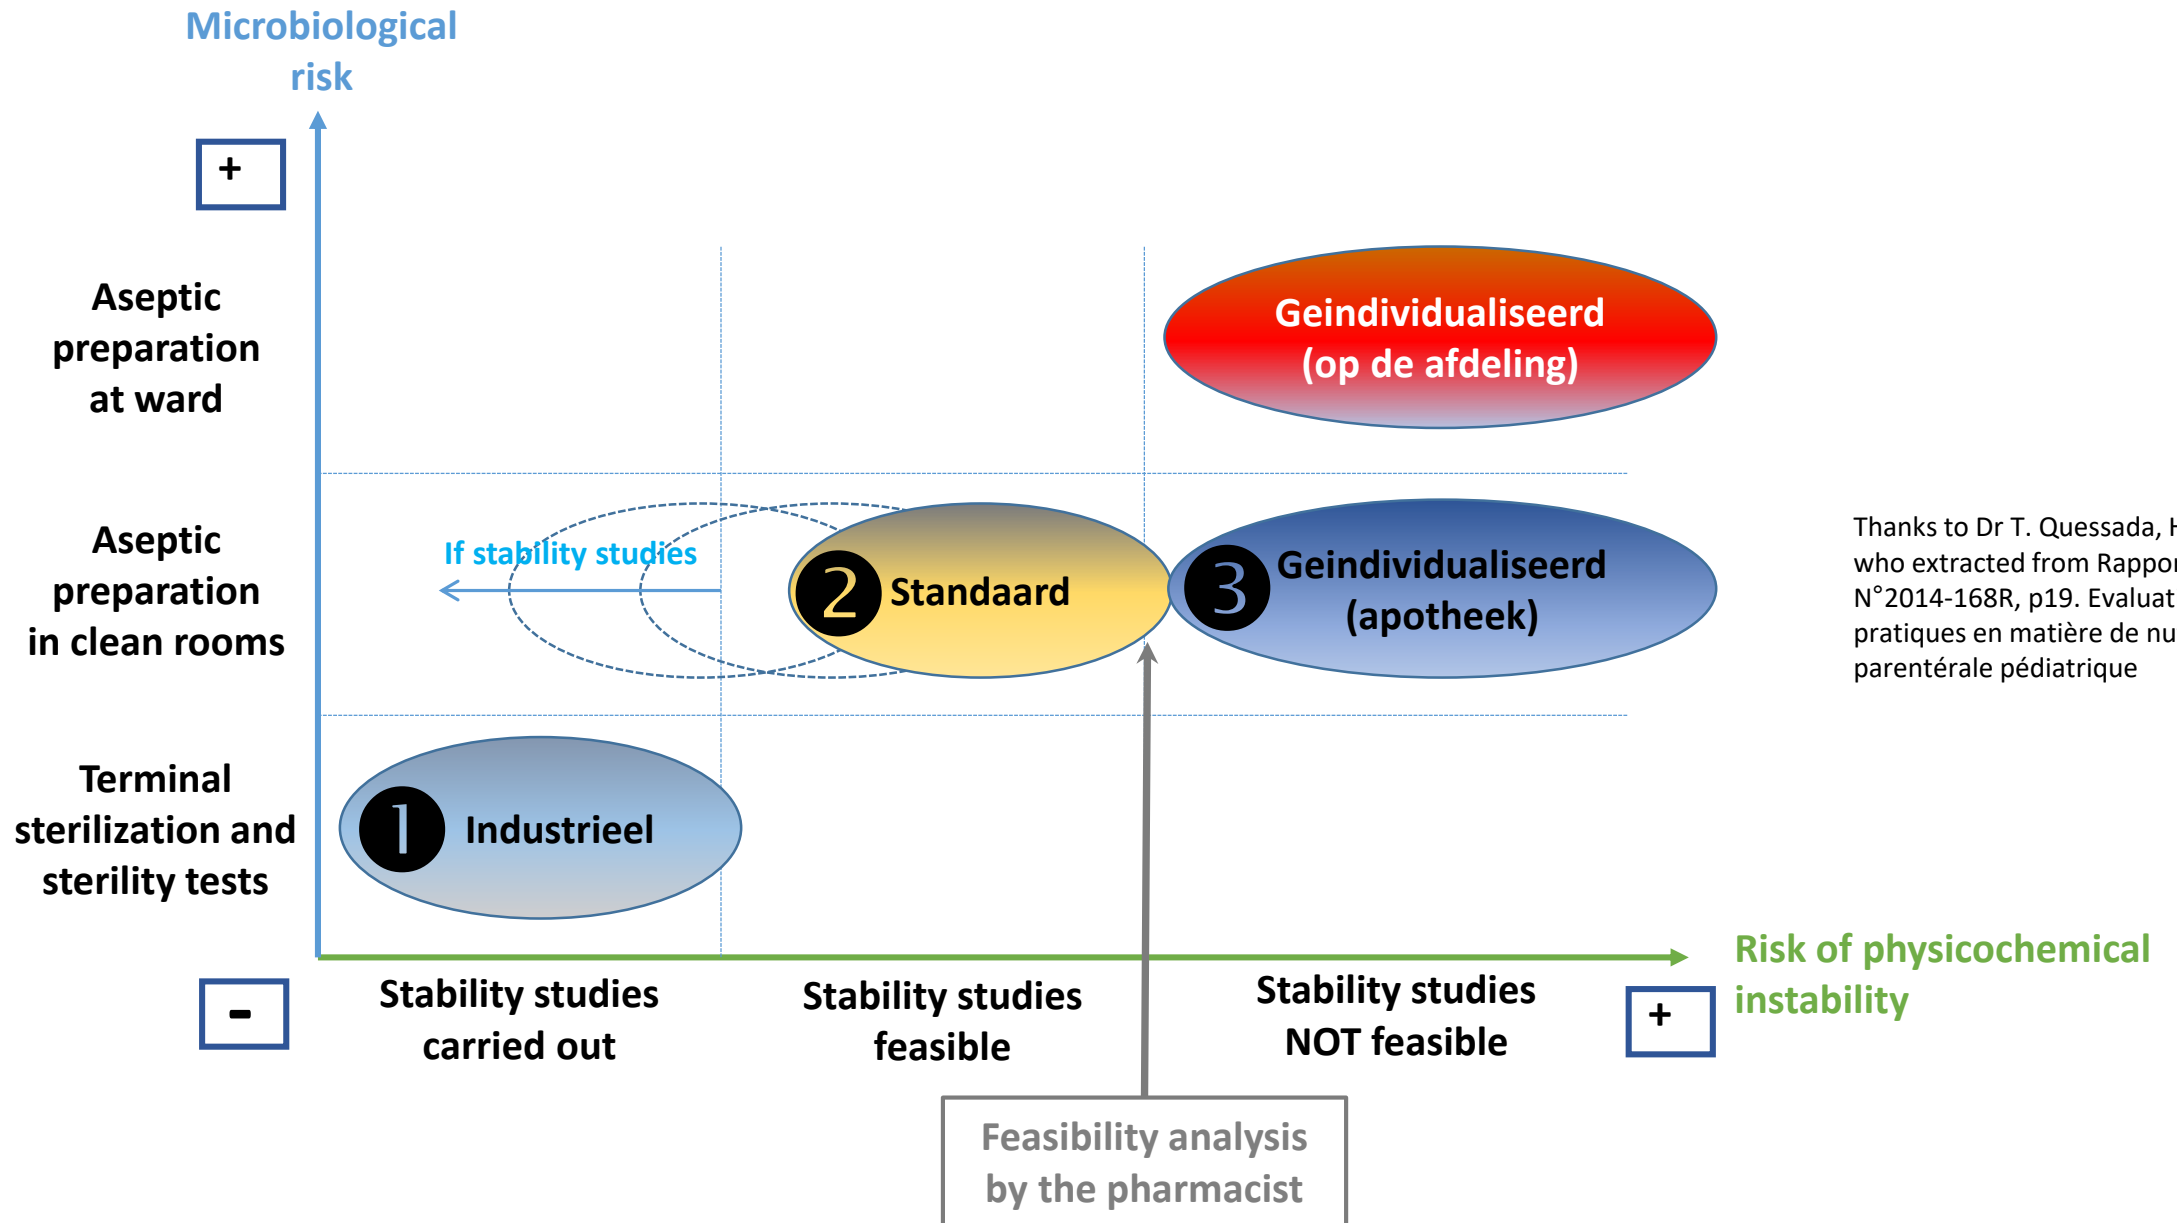 Microbiological
risk
+
Aseptic
preparation
at ward
Geindividualiseerd
(op de afdeling)
Aseptic
preparation
in clean rooms
If stability studies
2 Standaard
3 Geindividualiseerd
(apotheek)
Thanks to Dr T. Quessada,
who extracted from
N°2014-168R, p19.
pratiques en matière de
parentérale pédiatrique
Terminal
sterilization and
sterility tests
1 Industrieel
-
Stability studies
carried out
Stability studies
feasible
Stability studies
NOT feasible
+
Risk of physicochemical
instability
Feasibility analysis
by the pharmacist